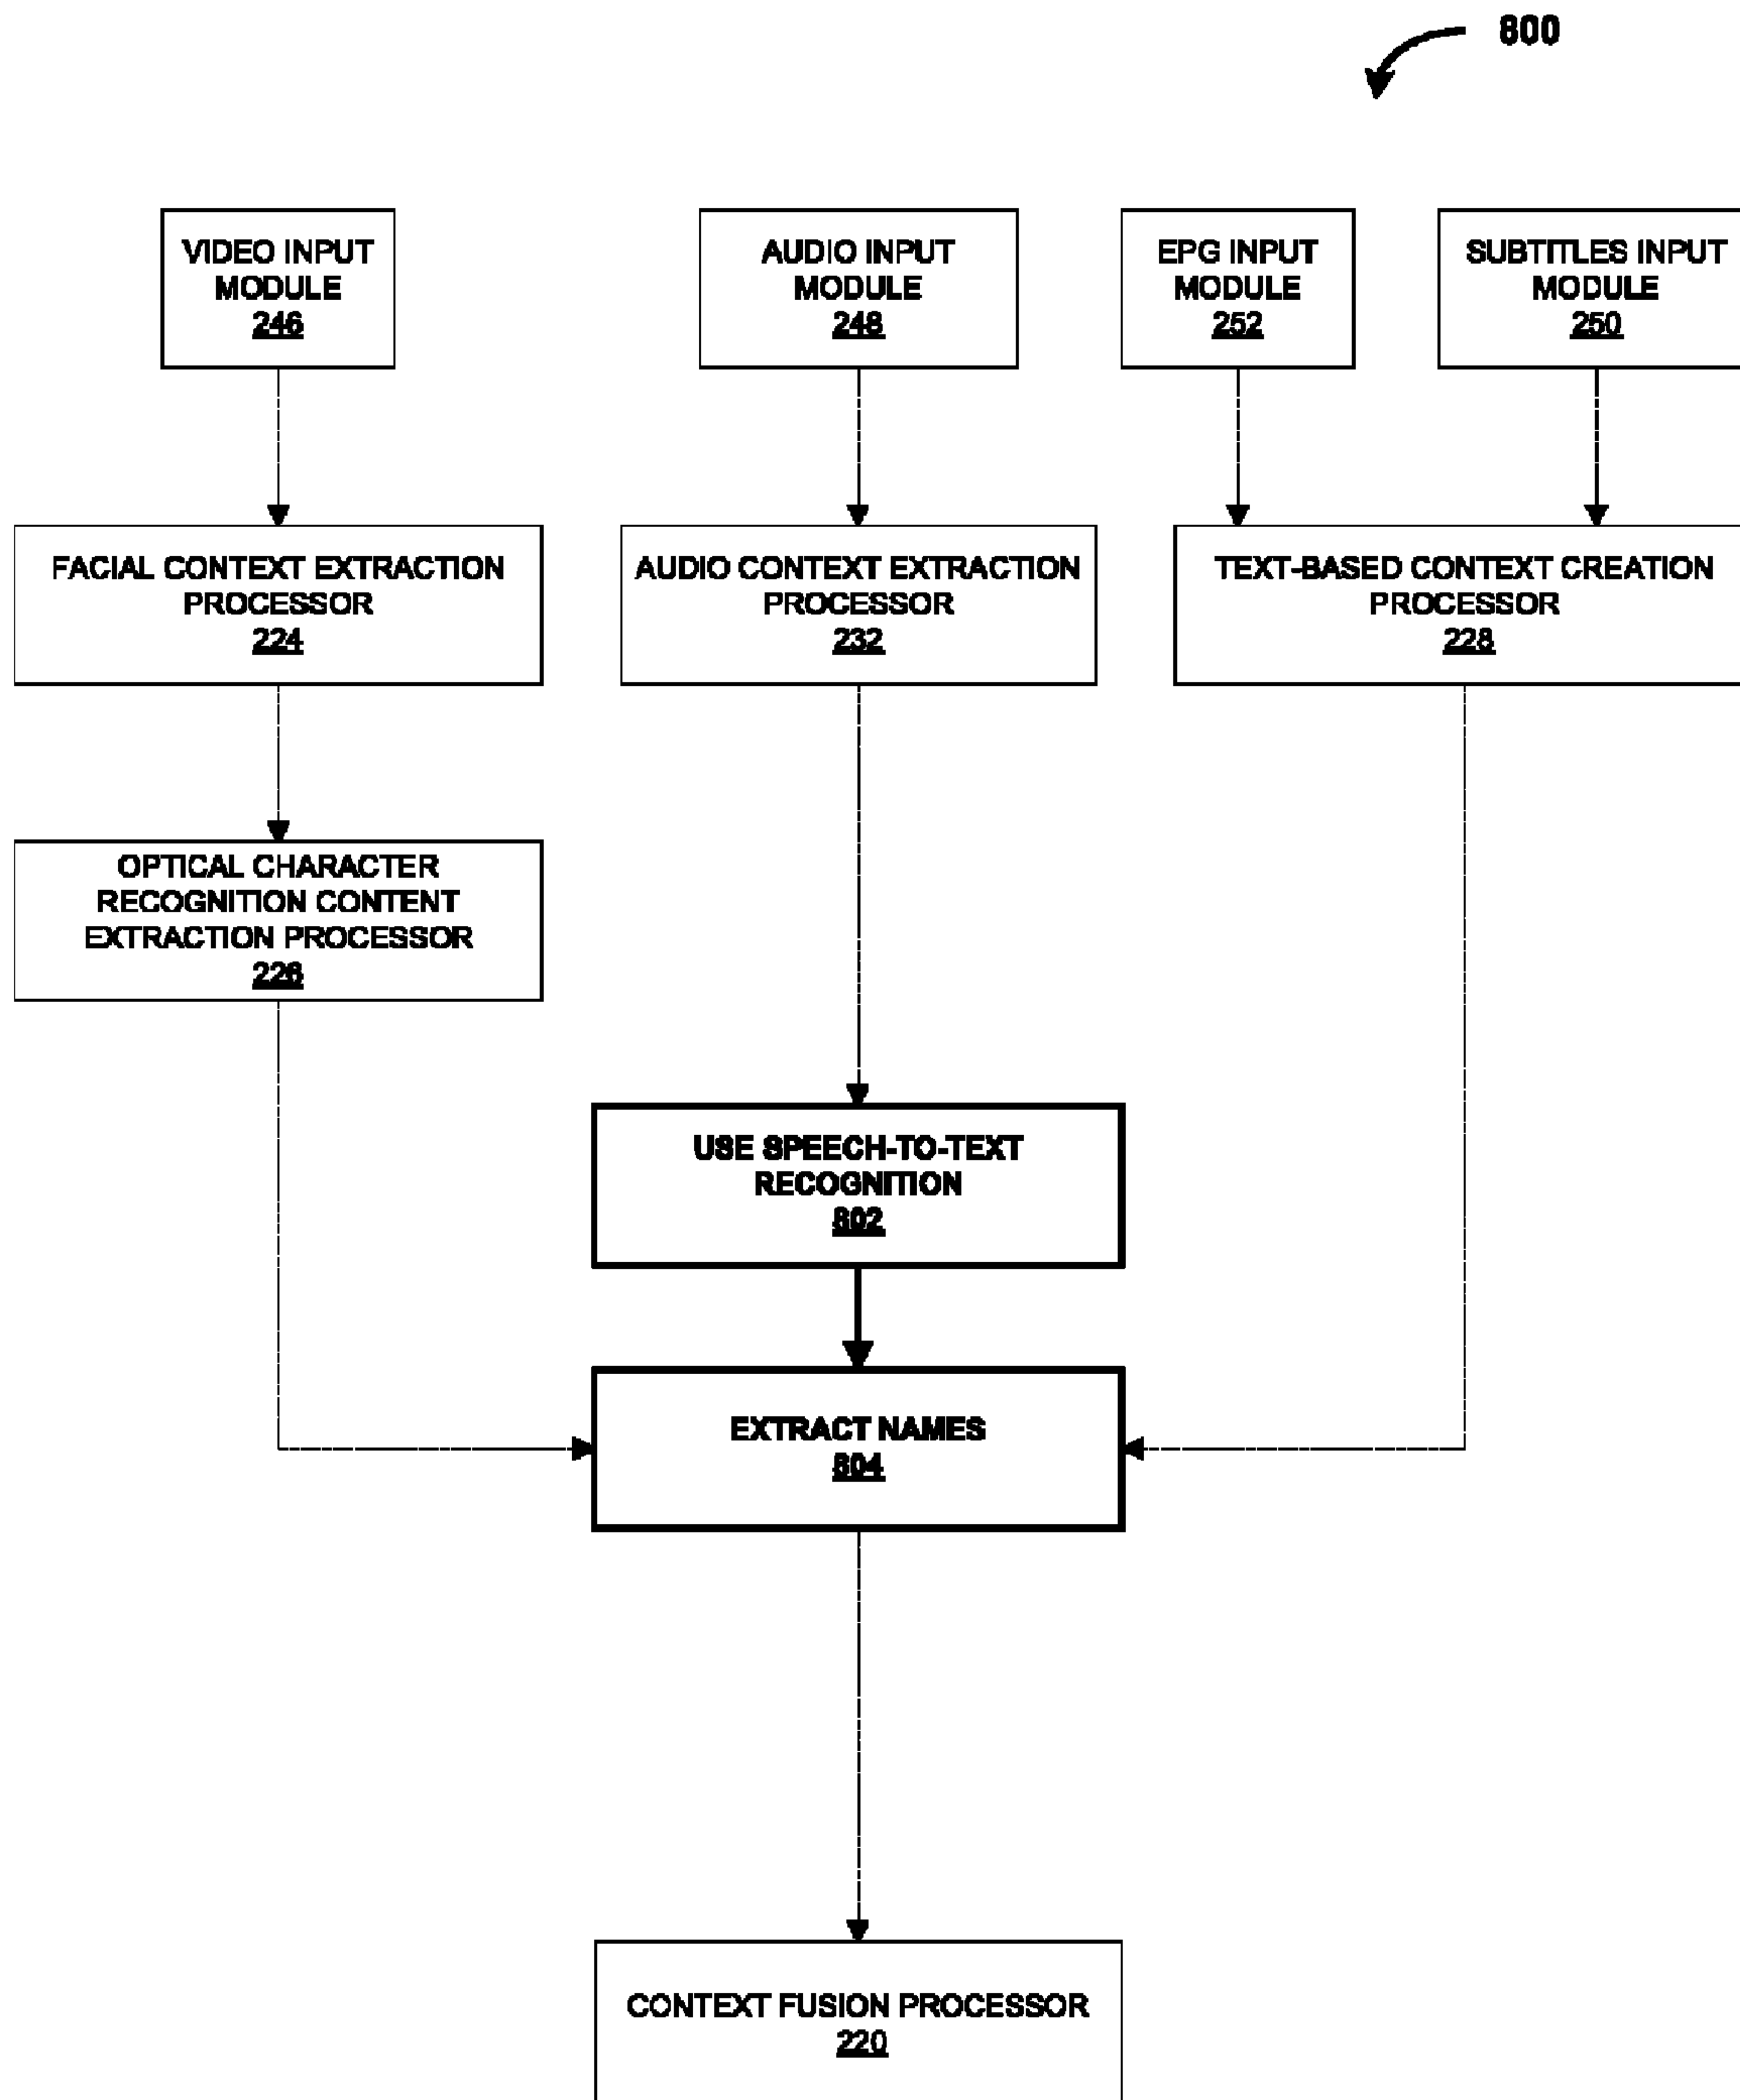 800
VIDEO INPUT
MODULE
246
AUDIO INPUT
MODULE
248
EPG INPUT
MODULE
252
SUBTITLES INPUT
MODULE
250
FACIAL CONTEXT EXTRACTION
PROCESSOR
224
AUDIO CONTEXT EXTRACTION
PROCESSOR
232
TEXT-BASED CONTEXT CREATION
PROCESSOR
228
OPTICAL CHARACTER
RECOGNITION CONTENT
EXTRACTION PROCESSOR
226
USE SPEECH-TO-TEXT
RECOGNITION
802
EXTRACT NAMES
804
CONTEXT FUSION PROCESSOR
220